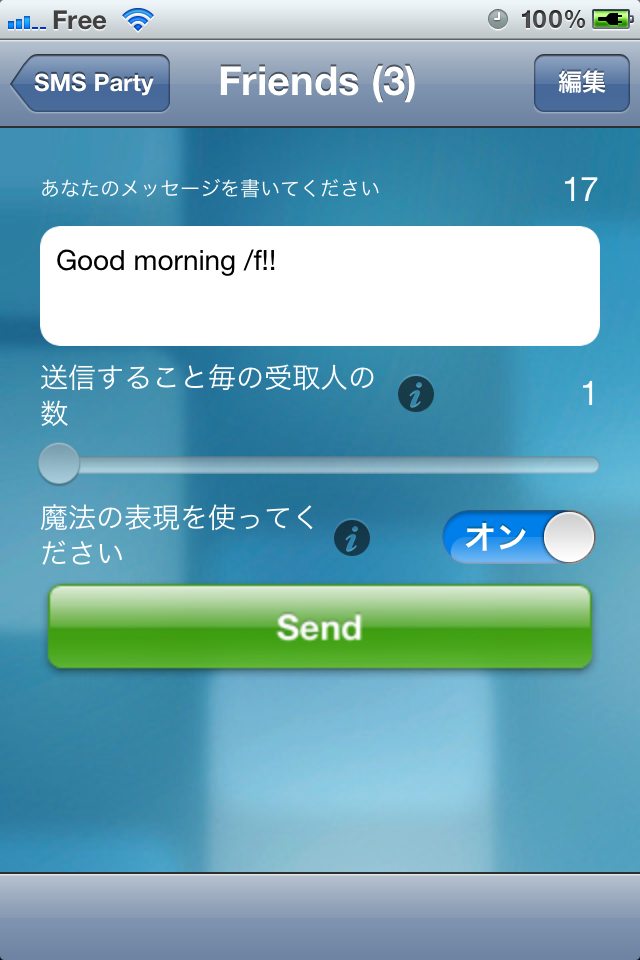 Free 100%
SMS Party Friends (3) 編集
あなたのメッセージを書いてください 17
Good morning /f!!
送信すること毎の受取人の
数
1
魔法の表現を使ってく
ださい
オン
Send